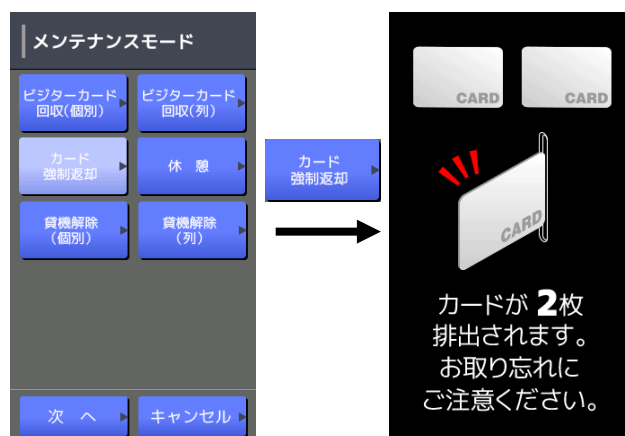 メンテナンスモード
ビジターカード
回収(個別)
ビジターカード
回収(列)
カード
強制返却
休 憩
貸機解除
(個別)
貸機解除
(列)
次 へ
キャンセル
カード
強制返却
CARD
CARD
CARD
カードが 2枚
排出されます。
お取り忘れに
ご注意ください。